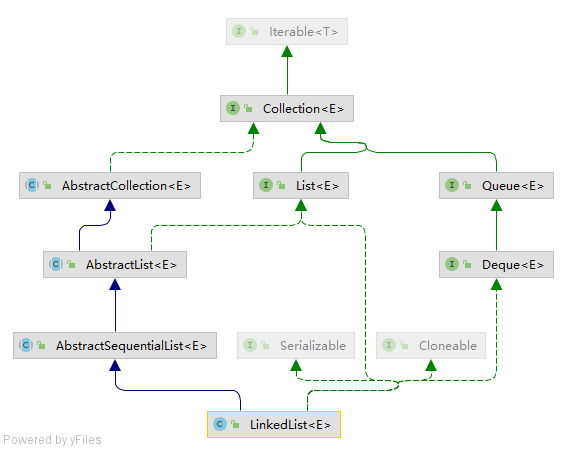 Iterable<T>
Collection<E>
AbstractCollection<E>
List<E>
Queue<E>
AbstractList<E>
Deque<E>
AbstractSequentialList<E>
Serializable
Cloneable
LinkedList<E>
Powered by yFiles